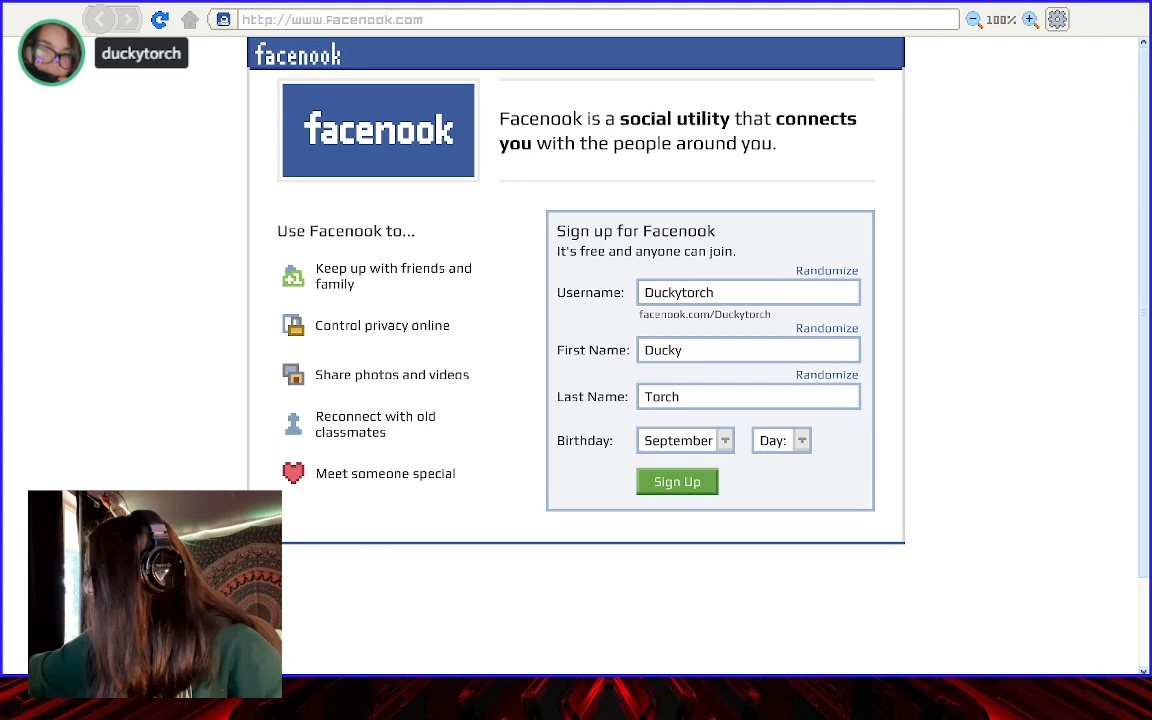 http://www.Facenook.com
100%
duckytorch
facenook
facenook
Facenook is a social utility that connects
you with the people around you.
Use Facenook to...
Keep up with friends and
family
Control privacy online
Share photos and videos
Reconnect with old
classmates
Meet someone special
Sign up for Facenook
It's free and anyone can join.
Randomize
Username: Duckytorch
facenook.com/Duckytorch
Randomize
First Name: Ducky
Randomize
Last Name: Torch
Birthday: September Day:
Sign Up